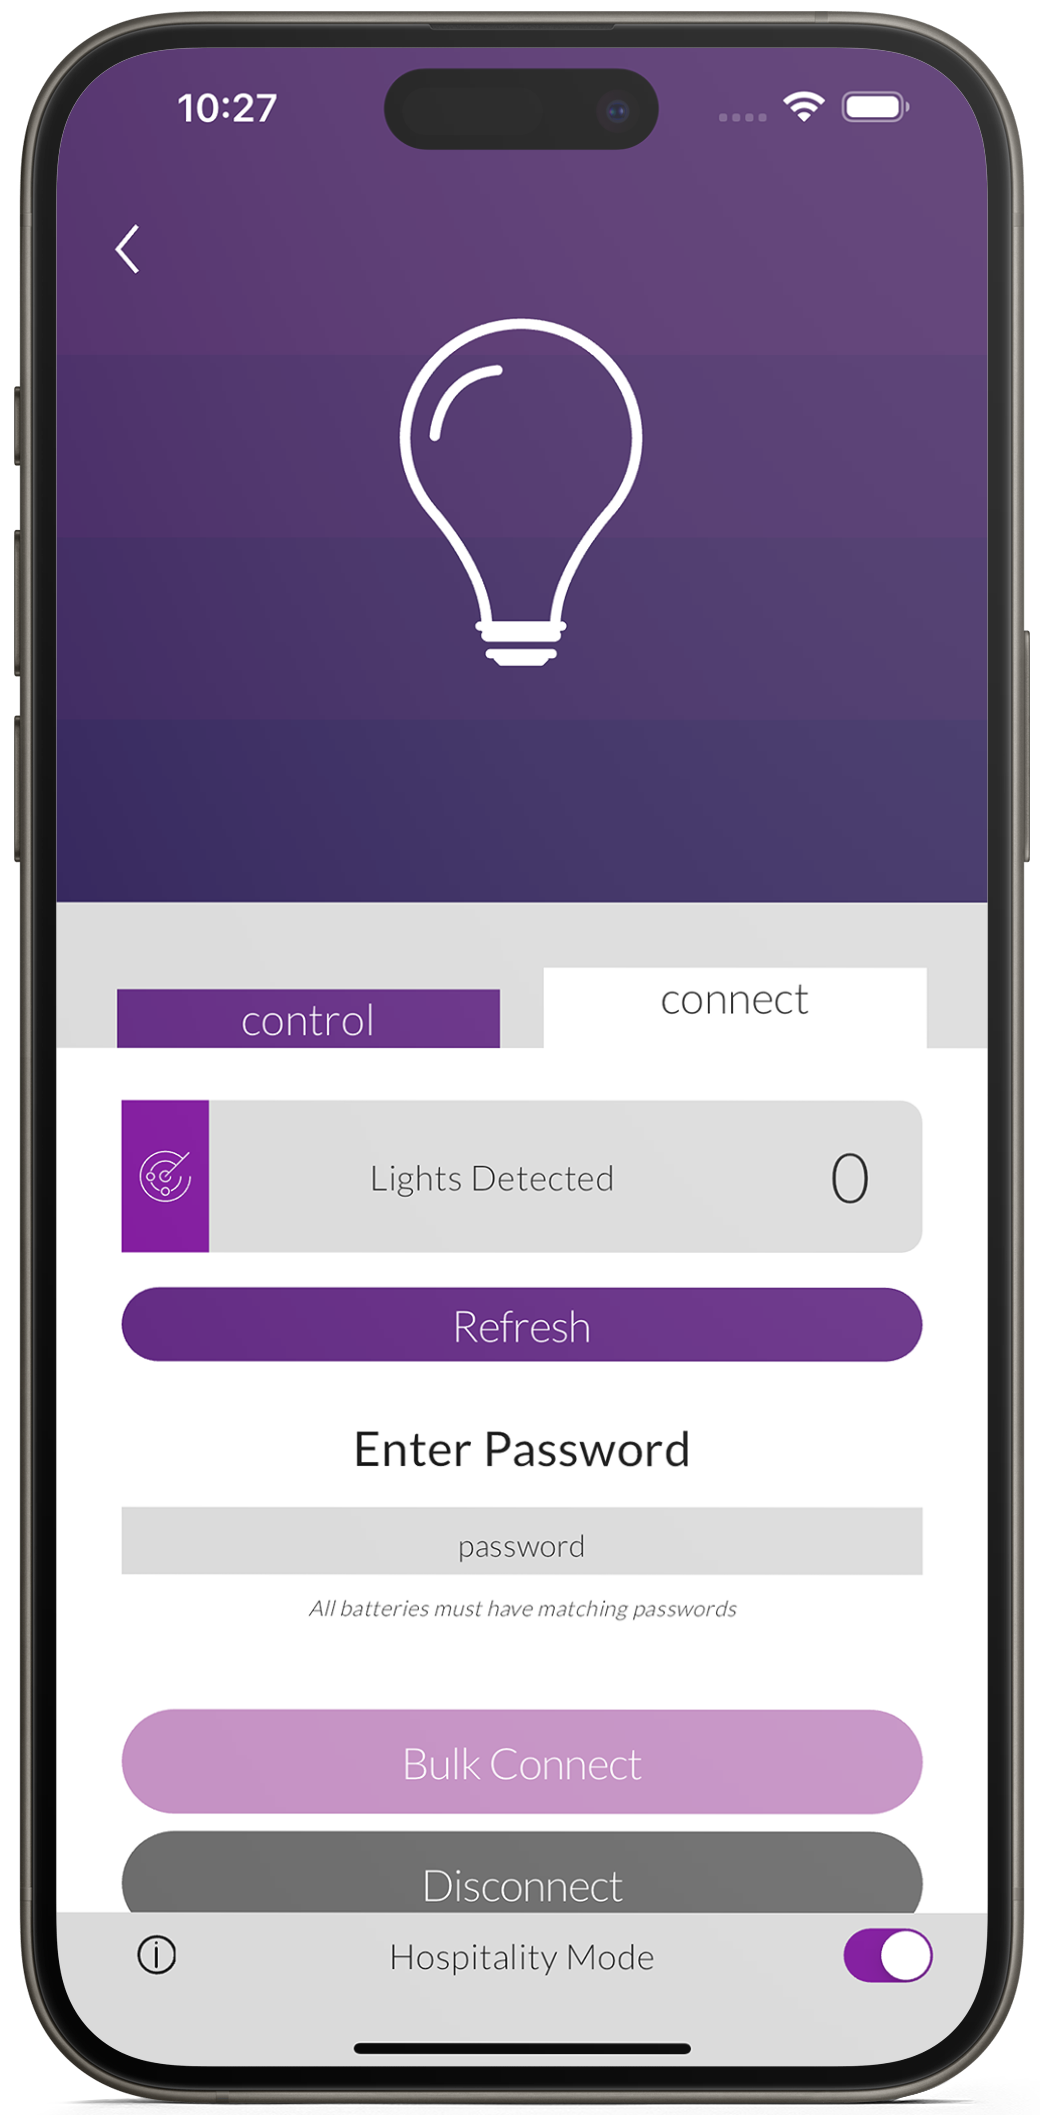 10:27
control
connect
Lights Detected
0
Refresh
Enter Password
password
All batteries must have matching passwords
Bulk Connect
Disconnect
Hospitality Mode